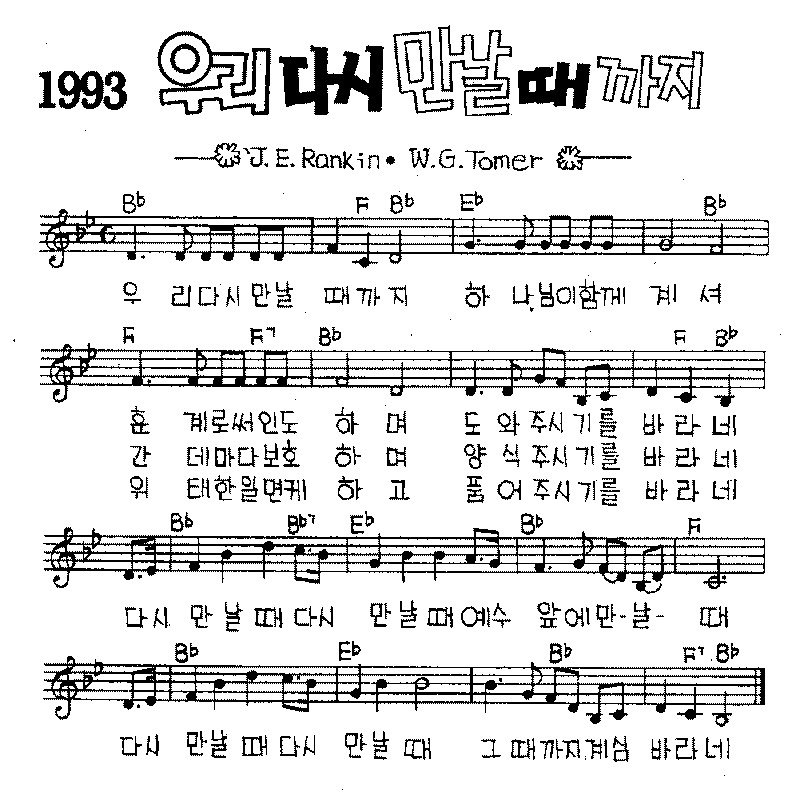 1993 우리 다시 만날 때 까지
J. E. Rankin • W. G. Tomer
B♭ F B♭ E♭ B♭
우 리다시 만날 때까지 하 나님이함께 계 셔
F F7 B♭ F B♭
훈 계로써인도 하 며 도 와 주시 기를 바 라 네
간 데마다보호 하 며 양 식 주시 기를 바 라 네
위 태한일면케 하 고 품 어 주시 기를 바 라 네
B♭ B♭7 E♭ B♭ F
다시 만 날 때 다시 만 날 때 예수 앞에만-날- 때
B♭ E♭ B♭ F7 B♭
다시 만날 때 다시 만날 때 그 때까지계심 바라네